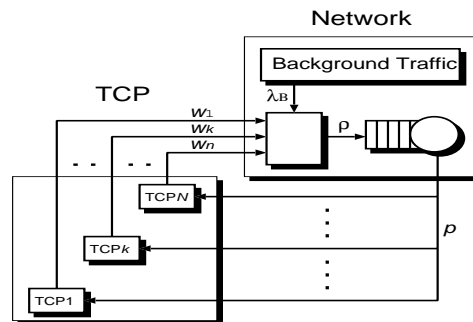 Network
Background Traffic
TCP
λB
w1
wk
ρ
wn
TCPN
p
TCPk
TCP1